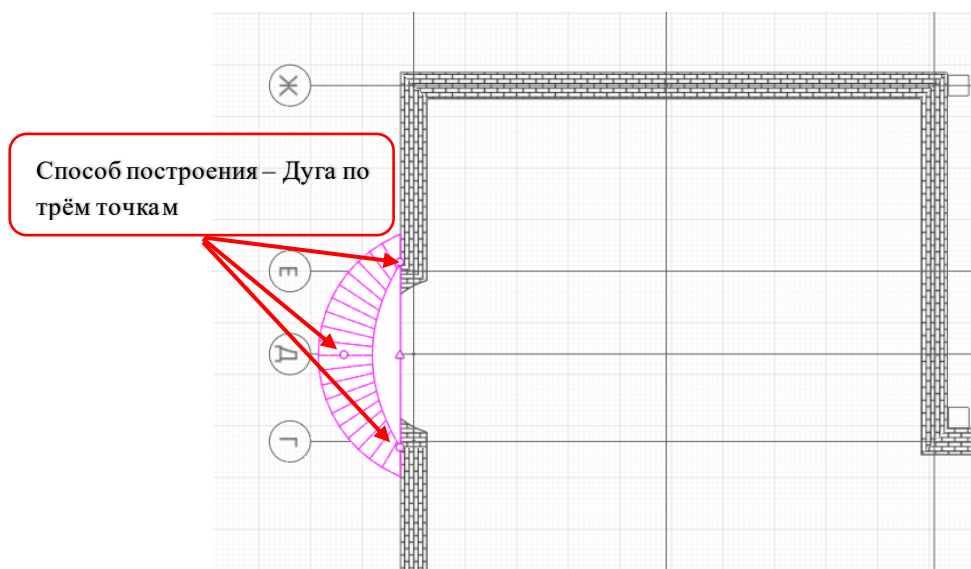 Ж
Способ построения – Дуга по
трём точкам
Е
Д
Г